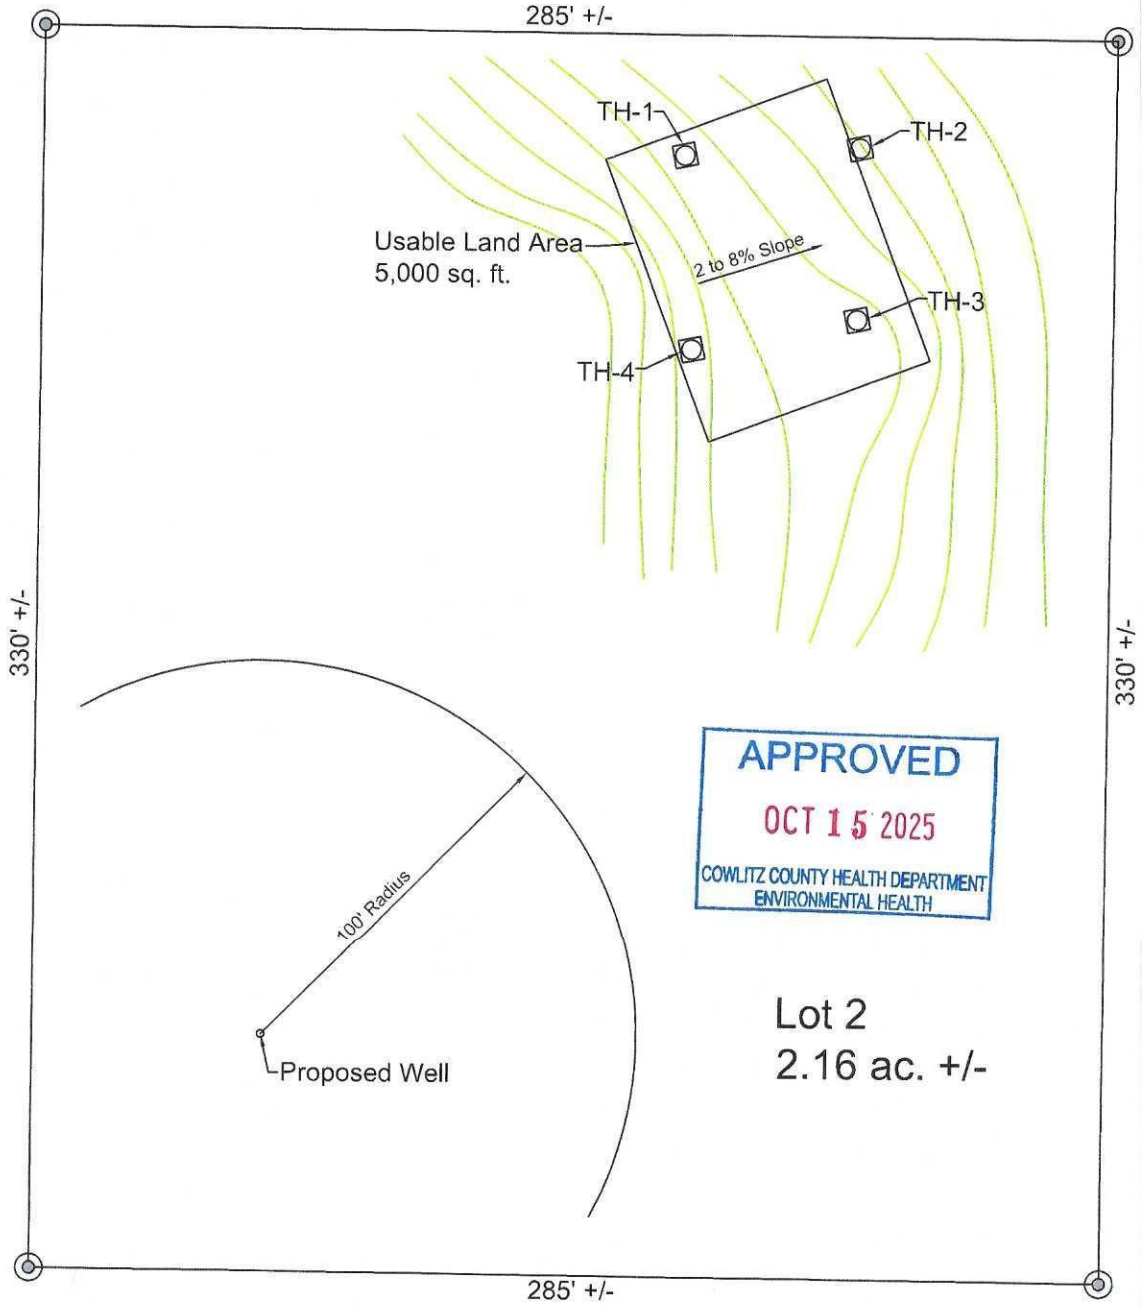 285' +/-
TH-1
TH-2
Usable Land Area
5,000 sq. ft.
2 to 8% Slope
TH-3
TH-4
330' +/-
330' +/-
APPROVED
OCT 15 2025
COWLITZ COUNTY HEALTH DEPARTMENT
ENVIRONMENTAL HEALTH
100' Radius
Lot 2
2.16 ac. +/-
Proposed Well
285' +/-